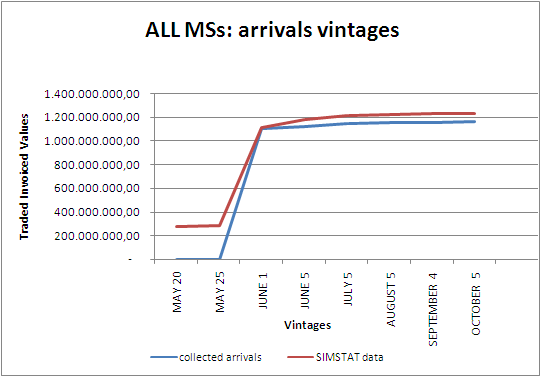 ALL MSs: arrivals vintages
1.400.000.000,00
1.200.000.000,00
1.000.000.000,00
800.000.000,00
600.000.000,00
400.000.000,00
200.000.000,00
-
Traded Invoiced Values
MAY 20
MAY 25
JUNE 1
JUNE 5
JULY 5
AUGUST 5
SEPTEMBER 4
OCTOBER 5
Vintages
collected arrivals
SIMSTAT data